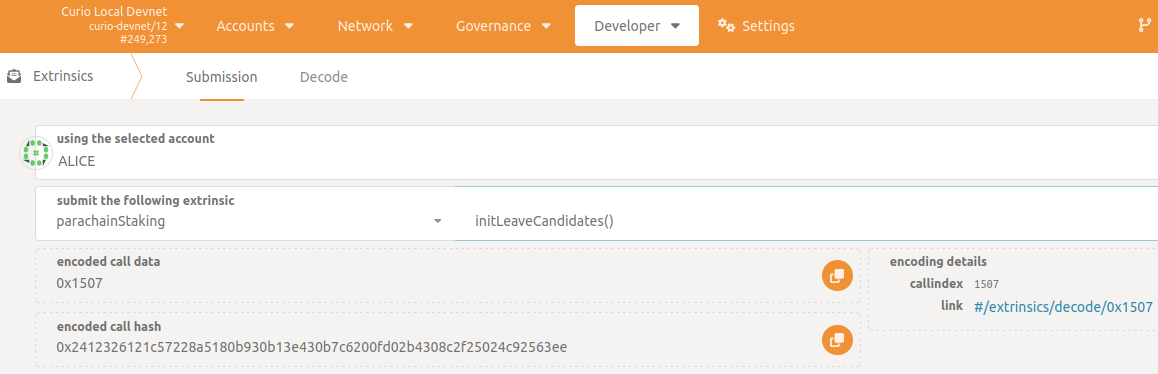 Curio Local Devnet
curio-devnet/12
#249,273
Accounts
Network
Governance
Developer
Settings
Extrinsics
Submission
Decode
using the selected account
ALICE
submit the following extrinsic
parachainStaking
initLeaveCandidates()
encoded call data
0x1507
encoding details
callindex 1507
link #/extrinsics/decode/0x1507
encoded call hash
0x2412326121c57228a5180b930b13e430b7c6200fd02b4308c2f25024c92563ee